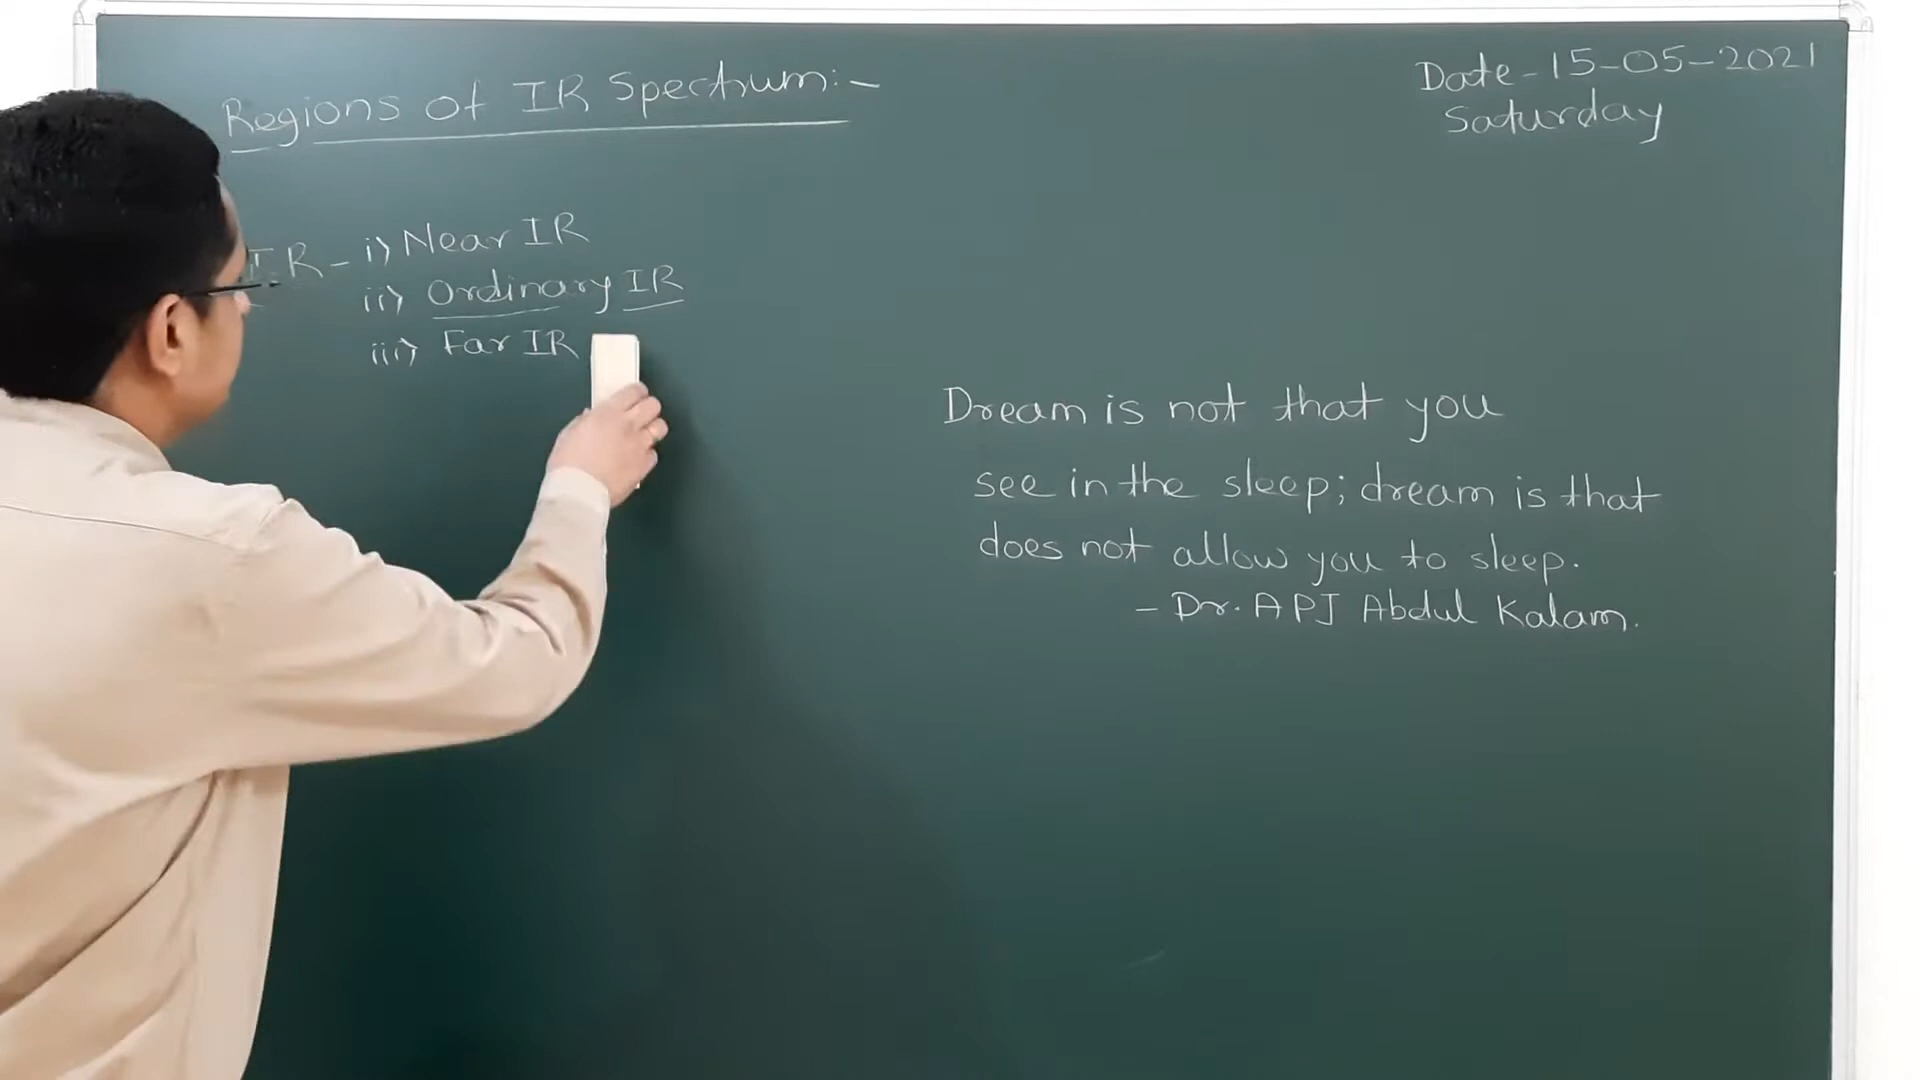 Regions of IR Spectrum:-
Date-15-05-2021
Saturday
IR - i) Near IR
ii) Ordinary IR
iii) Far IR
Dream is not that you
see in the sleep; dream is that
does not allow you to sleep.
- Dr. APJ Abdul Kalam.